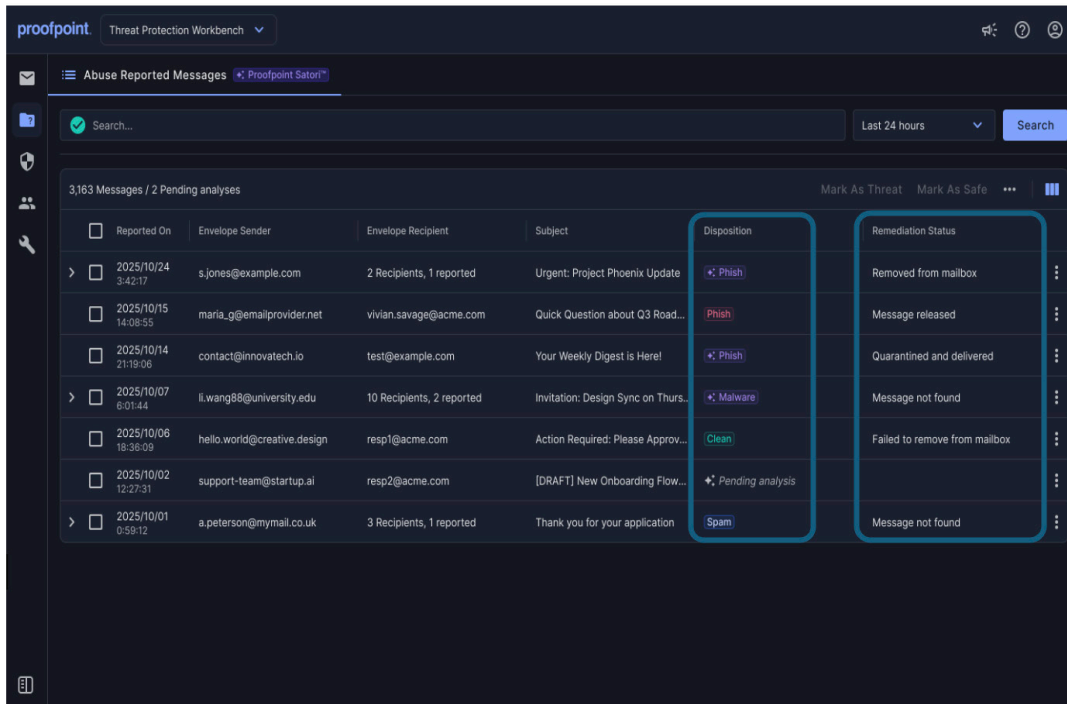 proofpoint. Threat Protection Workbench
Abuse Reported Messages Proofpoint Satori™
Search... Last 24 hours Search
3,163 Messages / 2 Pending analyses Mark As Threat Mark As Safe
Reported On Envelope Sender Envelope Recipient Subject Disposition Remediation Status
2025/10/24 3:42:17 s.jones@example.com 2 Recipients, 1 reported Urgent: Project Phoenix Update Phish Removed from mailbox
2025/10/15 14:08:55 maria_g@emailprovider.net vivian.savage@acme.com Quick Question about Q3 Road... Phish Message released
2025/10/14 21:19:06 contact@innovatech.io test@example.com Your Weekly Digest is Here! Phish Quarantined and delivered
2025/10/07 6:01:44 li.wang88@university.edu 10 Recipients, 2 reported Invitation: Design Sync on Thurs... Malware Message not found
2025/10/06 18:36:09 hello.world@creative.design resp1@acme.com Action Required: Please Approv... Clean Failed to remove from mailbox
2025/10/02 12:27:31 support-team@startup.ai resp2@acme.com [DRAFT] New Onboarding Flow... Pending analysis
2025/10/01 0:59:12 a.peterson@mymail.co.uk 3 Recipients, 1 reported Thank you for your application Spam Message not found